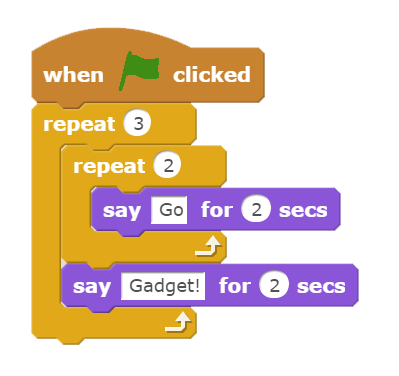 when clicked
repeat 3
repeat 2
say Go for 2 secs
say Gadget! for 2 secs